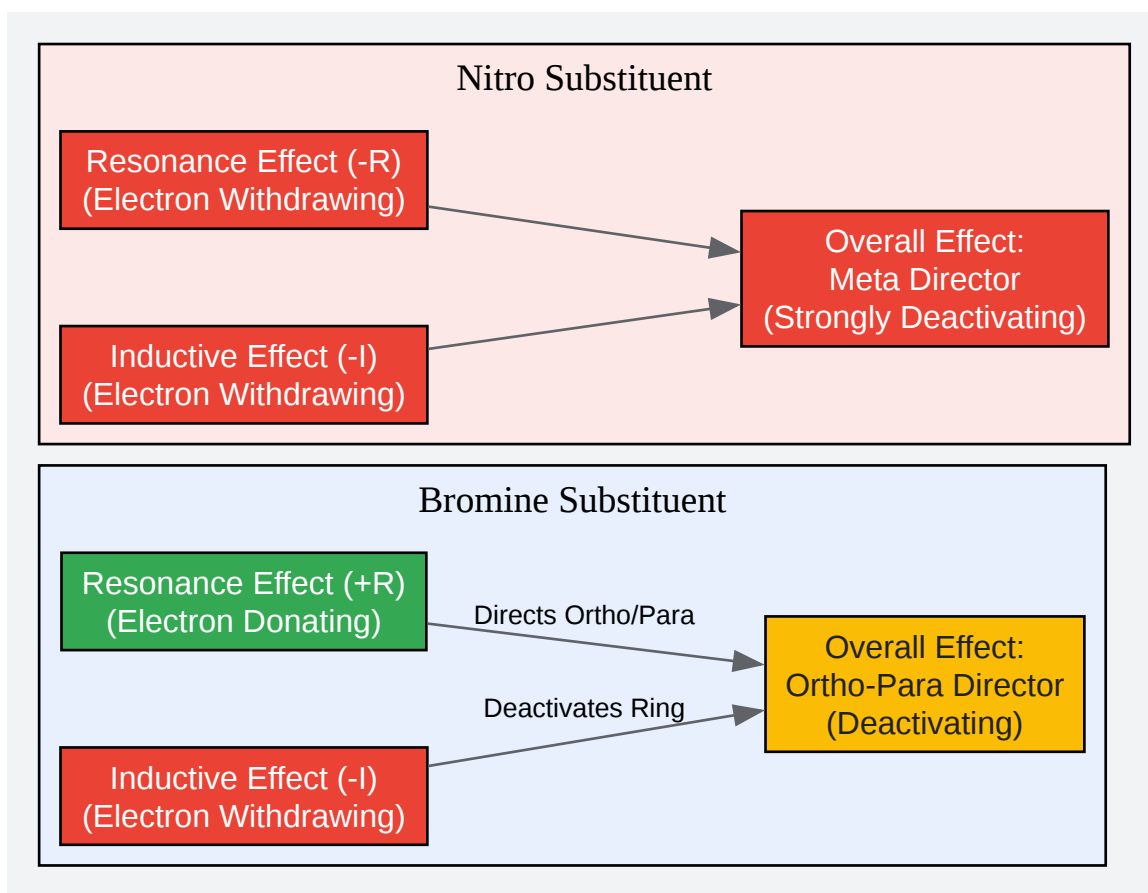 Nitro Substituent
Resonance Effect (-R)
(Electron Withdrawing)
Overall Effect:
Meta Director
(Strongly Deactivating)
Inductive Effect (-I)
(Electron Withdrawing)
Bromine Substituent
Resonance Effect (+R)
(Electron Donating)
Directs Ortho/Para
Overall Effect:
Ortho-Para Director
(Deactivating)
Deactivates Ring
Inductive Effect (-I)
(Electron Withdrawing)